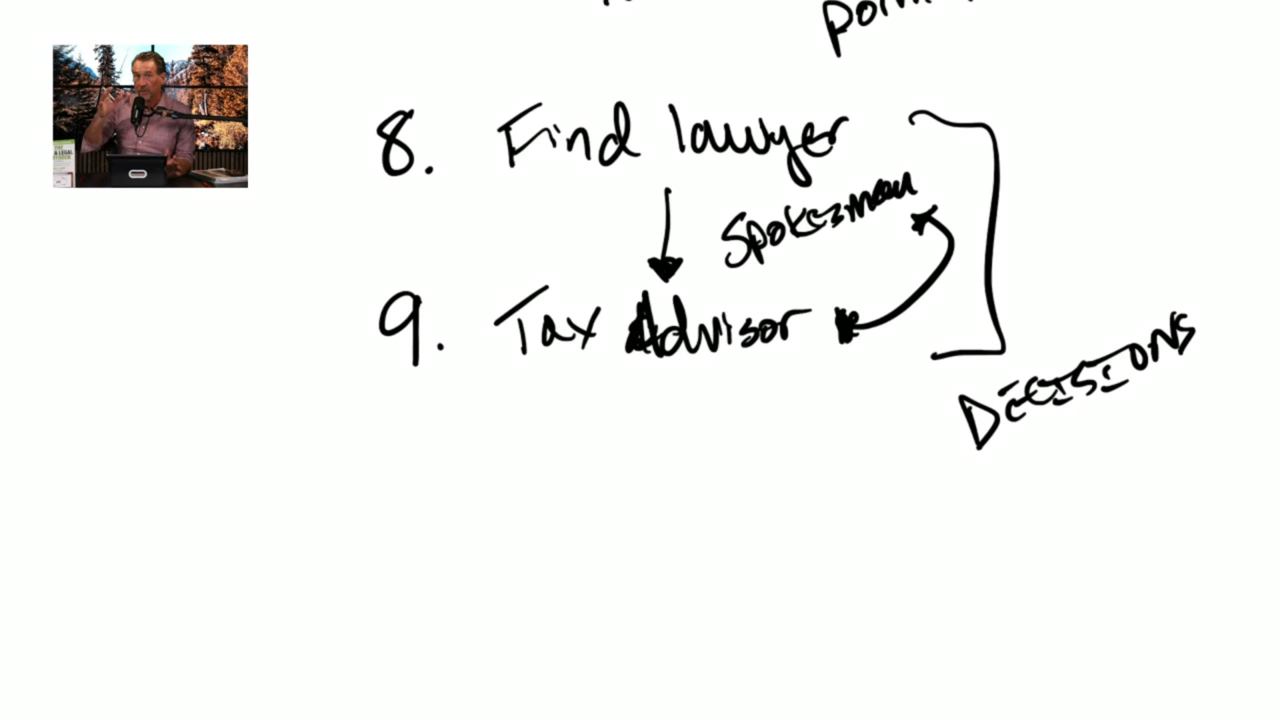 8. Find lawyer
Spokesman
9. Tax Advisor
DECISIONS